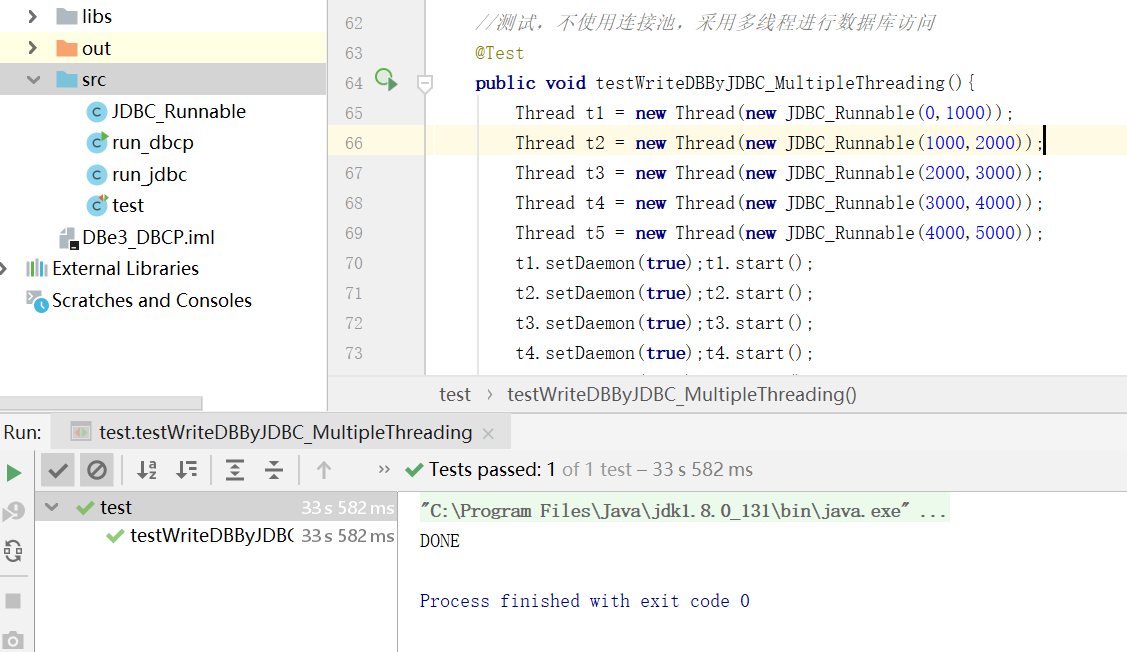 libs
out
src
JDBC_Runnable
run_dbcp
run_jdbc
test
DBe3_DBCP.iml
External Libraries
Scratches and Consoles
62 //测试，不使用连接池，采用多线程进行数据库访问
63 @Test
64 public void testWriteDBByJDBC_MultipleThreading(){
65 Thread t1 = new Thread(new JDBC_Runnable(0,1000));
66 Thread t2 = new Thread(new JDBC_Runnable(1000,2000));
67 Thread t3 = new Thread(new JDBC_Runnable(2000,3000));
68 Thread t4 = new Thread(new JDBC_Runnable(3000,4000));
69 Thread t5 = new Thread(new JDBC_Runnable(4000,5000));
70 t1.setDaemon(true);t1.start();
71 t2.setDaemon(true);t2.start();
72 t3.setDaemon(true);t3.start();
73 t4.setDaemon(true);t4.start();
test › testWriteDBByJDBC_MultipleThreading()
Run: test.testWriteDBByJDBC_MultipleThreading ×
» Tests passed: 1 of 1 test – 33 s 582 ms
test 33 s 582 ms
testWriteDBByJDBC 33 s 582 ms
"C:\Program Files\Java\jdk1.8.0_131\bin\java.exe" ...
DONE
Process finished with exit code 0